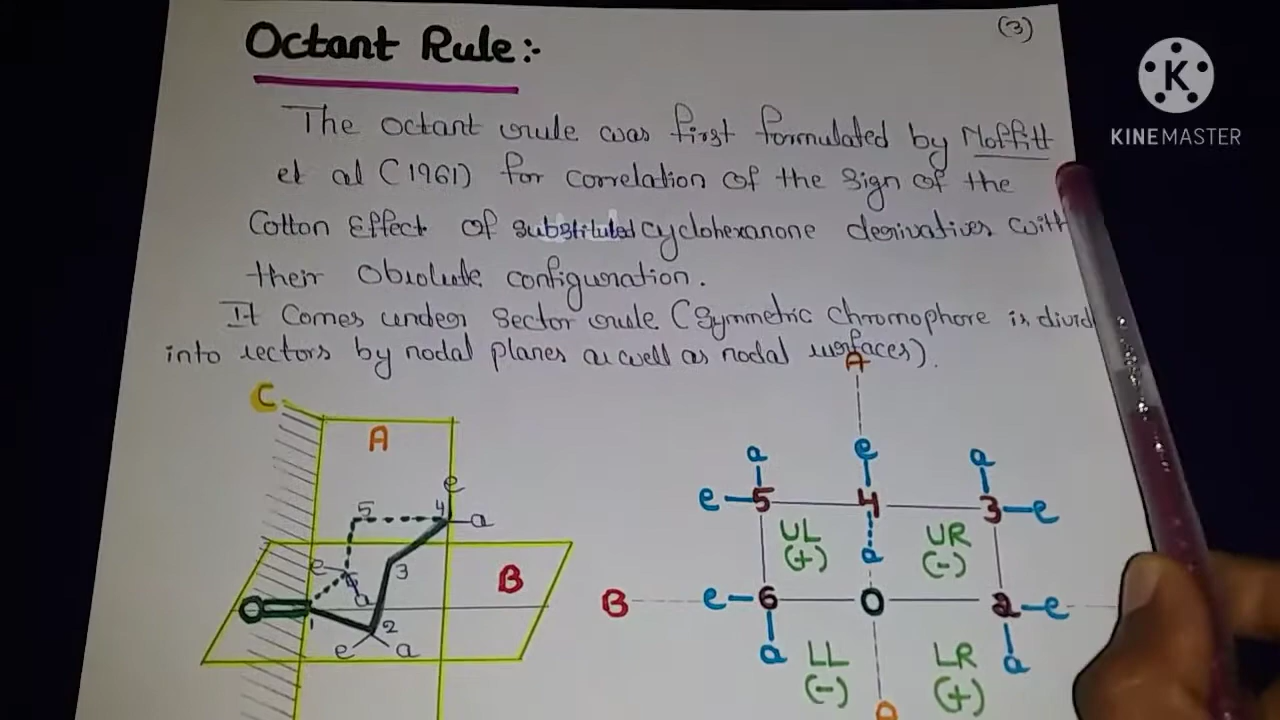 (3)
Octant Rule:-
K
KINEMASTER
The octant rule was first formulated by Moffitt
et al (1961) for correlation of the sign of the
Cotton Effect of substituted cyclohexanone derivatives with
their absolute configuration.
It comes under sector rule (Symmetric chromophore is divid
into sectors by nodal planes as well as nodal surfaces).
C
A
5 4 e a
e a 3
B
O
2
e a
A
a e a
e 5 4 3 e
UL UR
(+) a (-)
B e 6 O 2 e
a LL LR a
(-) (+)
A